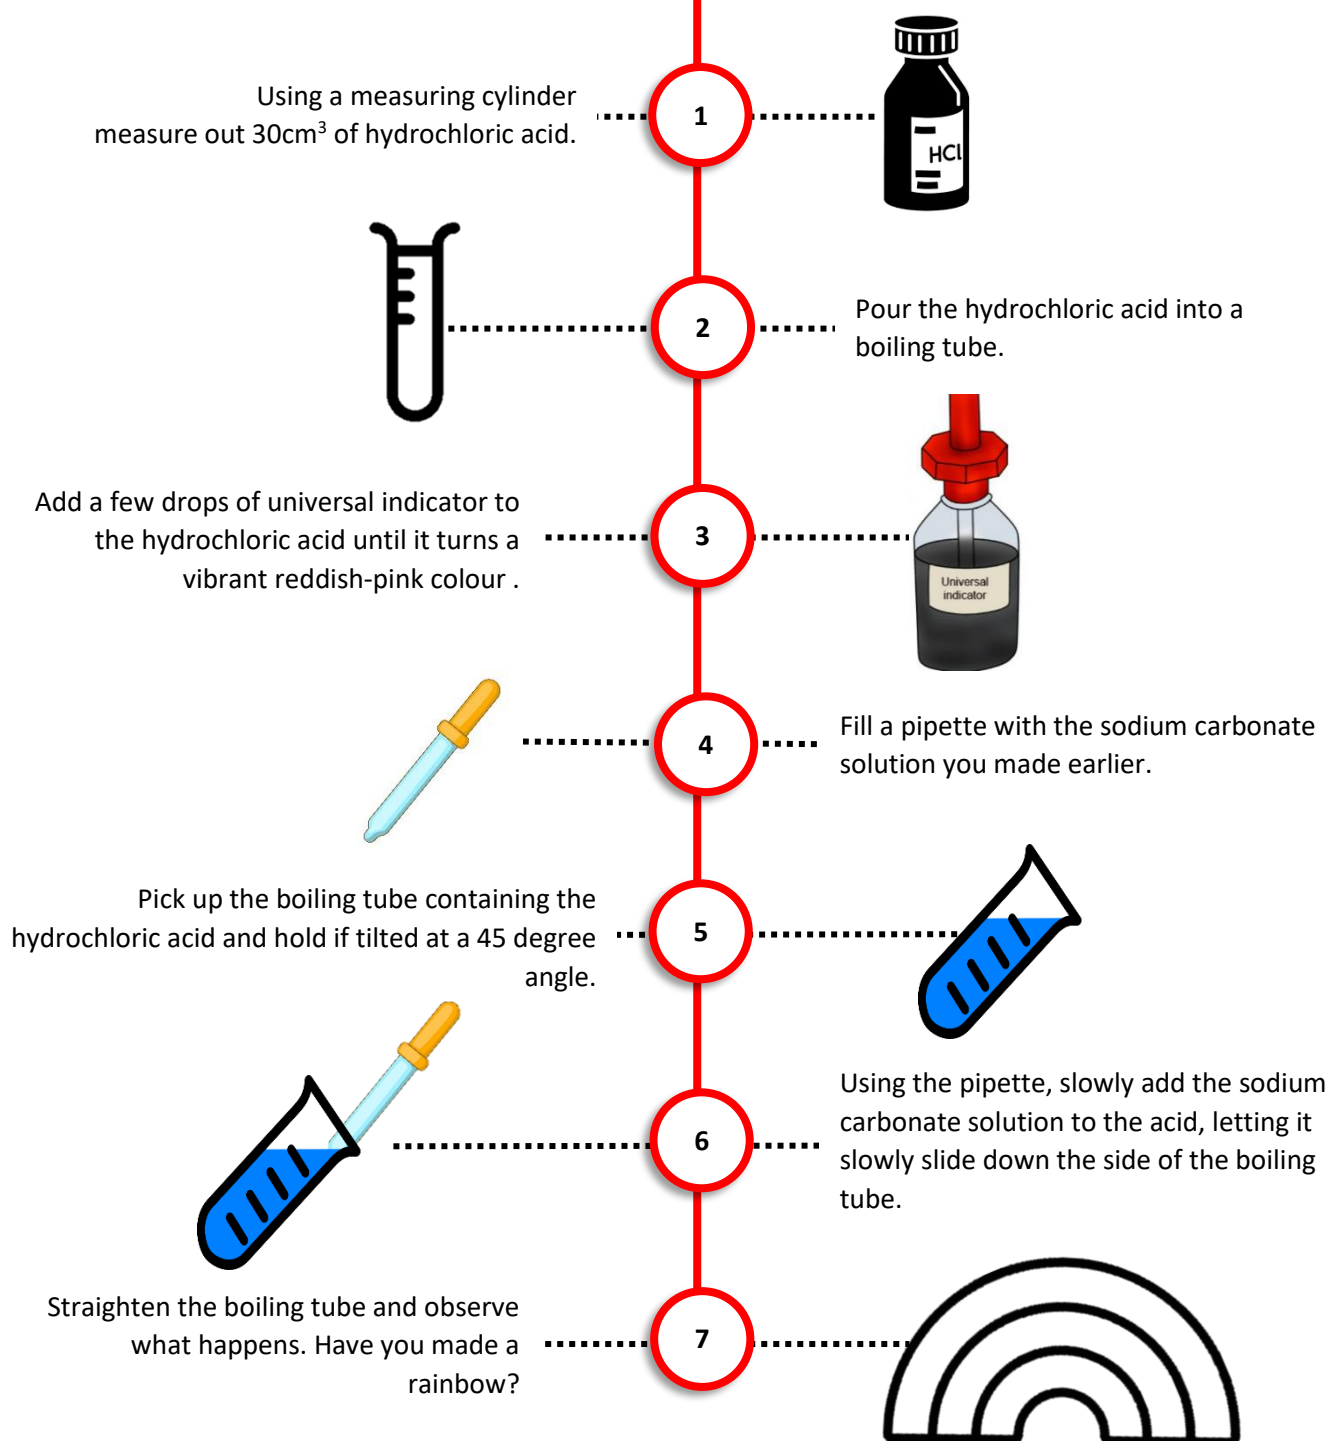 Using a measuring cylinder
measure out 30cm³ of hydrochloric acid.
1
HCl
2
Pour the hydrochloric acid into a
boiling tube.
Add a few drops of universal indicator to
the hydrochloric acid until it turns a
vibrant reddish-pink colour .
3
Universal
indicator
4
Fill a pipette with the sodium carbonate
solution you made earlier.
Pick up the boiling tube containing the
hydrochloric acid and hold if tilted at a 45 degree
angle.
5
6
Using the pipette, slowly add the sodium
carbonate solution to the acid, letting it
slowly slide down the side of the boiling
tube.
Straighten the boiling tube and observe
what happens. Have you made a
rainbow?
7